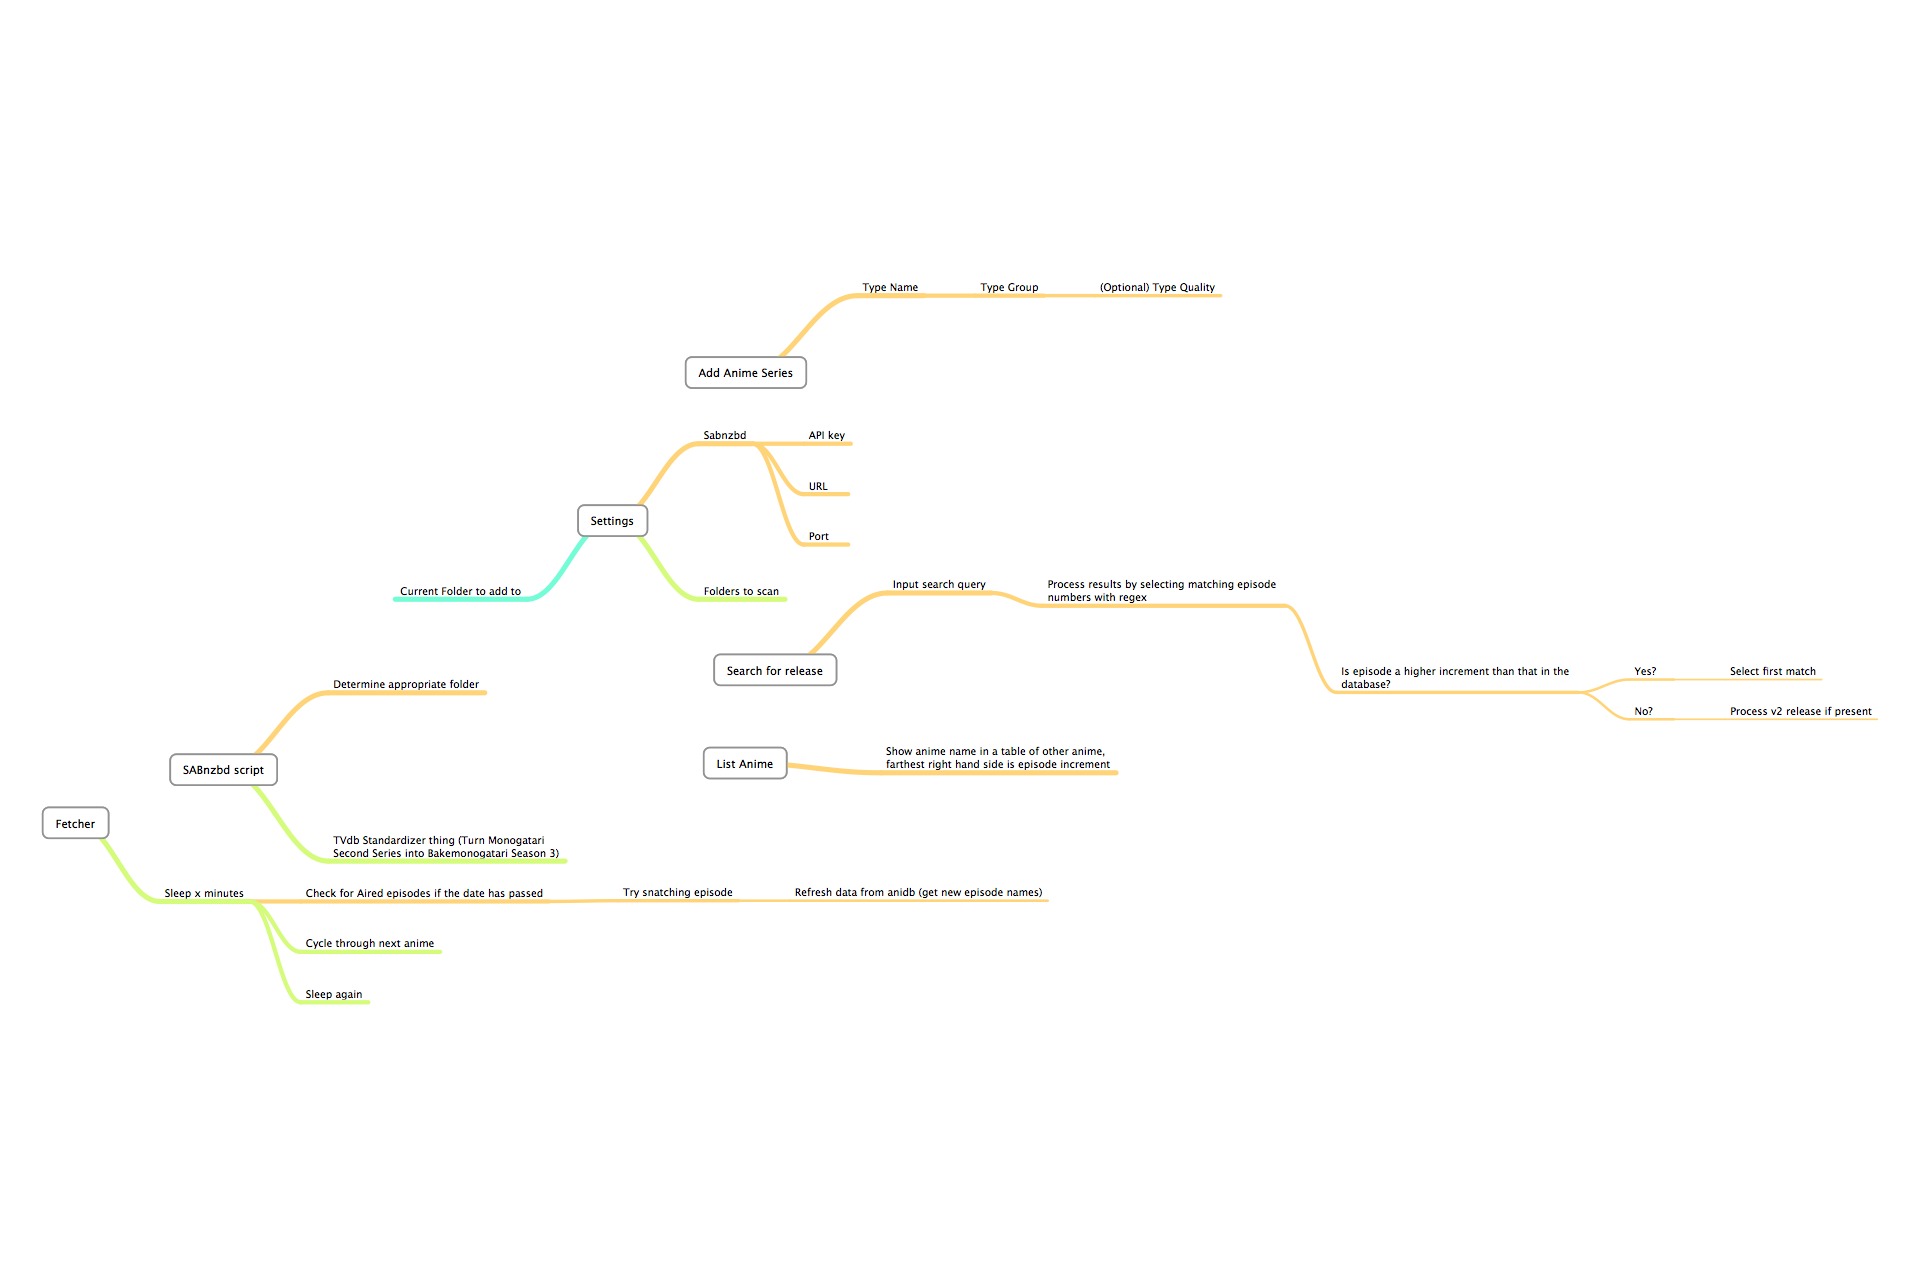 Type Name
Type Group
(Optional) Type Quality
Add Anime Series
Sabnzbd
API key
URL
Port
Settings
Current Folder to add to
Folders to scan
Input search query
Process results by selecting matching episode
numbers with regex
Search for release
Is episode a higher increment than that in the
database?
Yes?
Select first match
No?
Process v2 release if present
Determine appropriate folder
SABnzbd script
List Anime
Show anime name in a table of other anime,
farthest right hand side is episode increment
Fetcher
TVdb Standardizer thing (Turn Monogatari
Second Series into Bakemonogatari Season 3)
Sleep x minutes
Check for Aired episodes if the date has passed
Try snatching episode
Refresh data from anidb (get new episode names)
Cycle through next anime
Sleep again